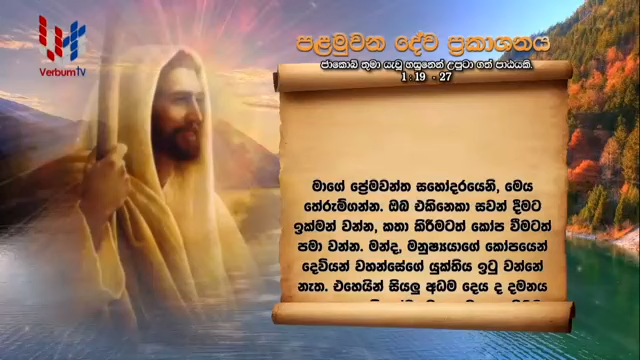 Verbum TV
පළමුවන දේව ප්‍රකාශනය
ජාකොබ් තුමා යැවූ හසුනෙන් උපුටා ගත් පාඨයකි.
1 : 19 - 27
මාගේ ප්‍රේමවන්ත සහෝදරයෙනි, මෙය
තේරුම්ගන්න. ඔබ එකිනෙකා සවන් දීමට
ඉක්මන් වන්න, කතා කිරීමටත් කෝප වීමටත්
පමා වන්න. මන්ද, මනුෂ්‍යයාගේ කෝපයෙන්
දෙවියන් වහන්සේගේ යුක්තිය ඉටු වන්නේ
නැත. එහෙයින් සියලු අධම දෙය ද දමනය